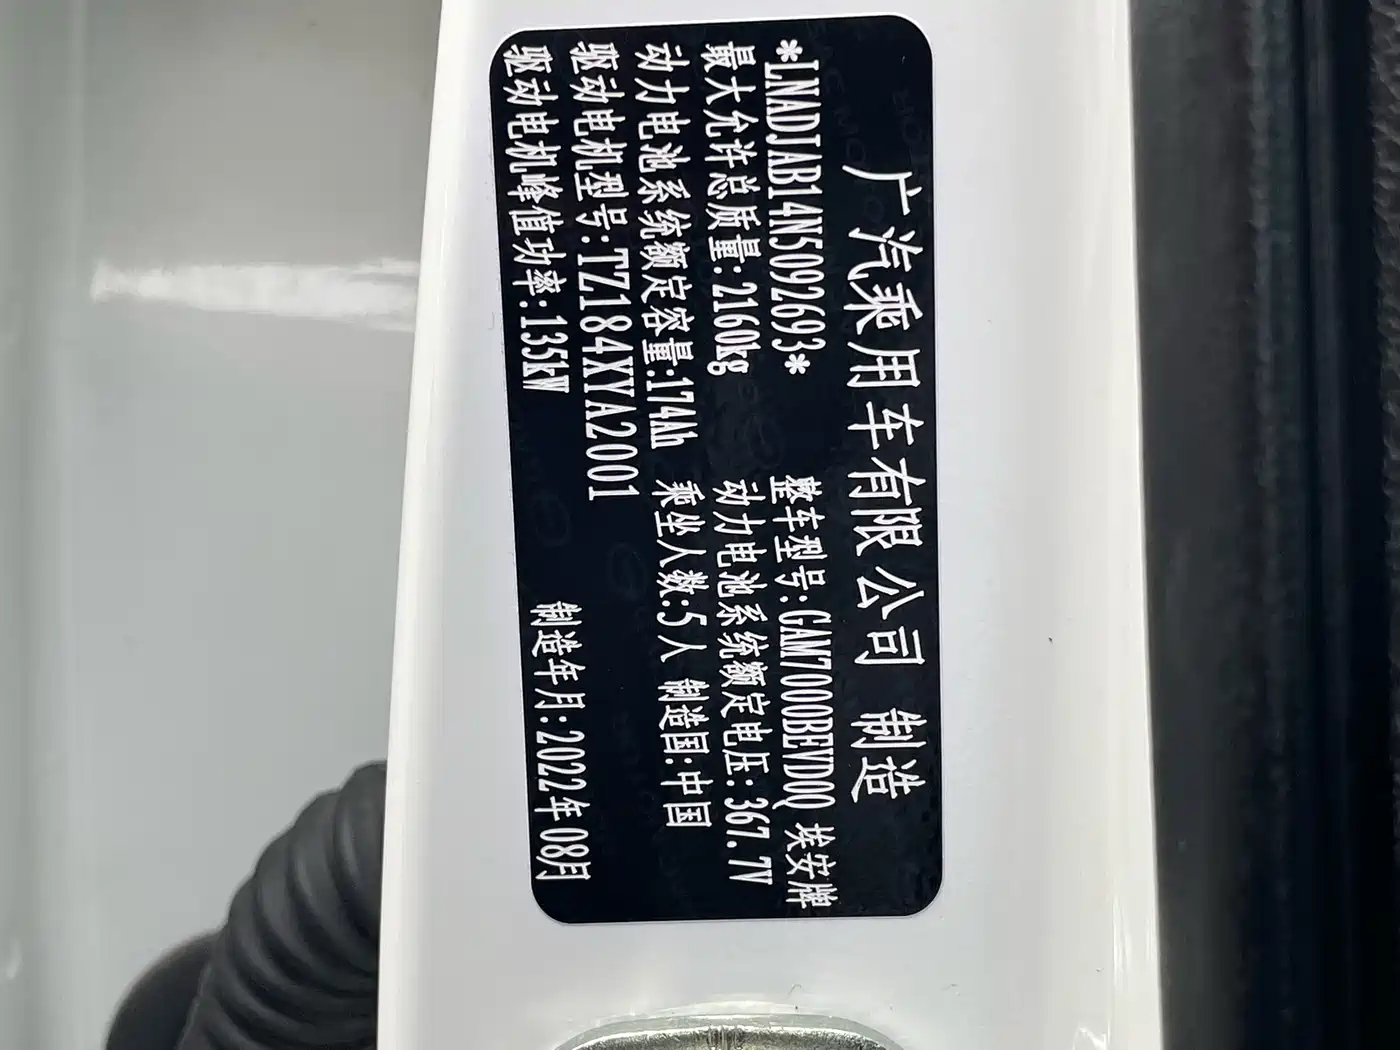 广汽乘用车有限公司 制造
*LNADJAB14N5092693* 整车型号:GAM7000BEVD0Q 埃安牌
最大允许总质量:2160kg 动力电池系统额定电压:367.7V
动力电池系统额定容量:174Ah 乘坐人数:5人 制造国:中国
驱动电机型号:TZ184XYA2001
驱动电机峰值功率:135kW 制造年月:2022年08月